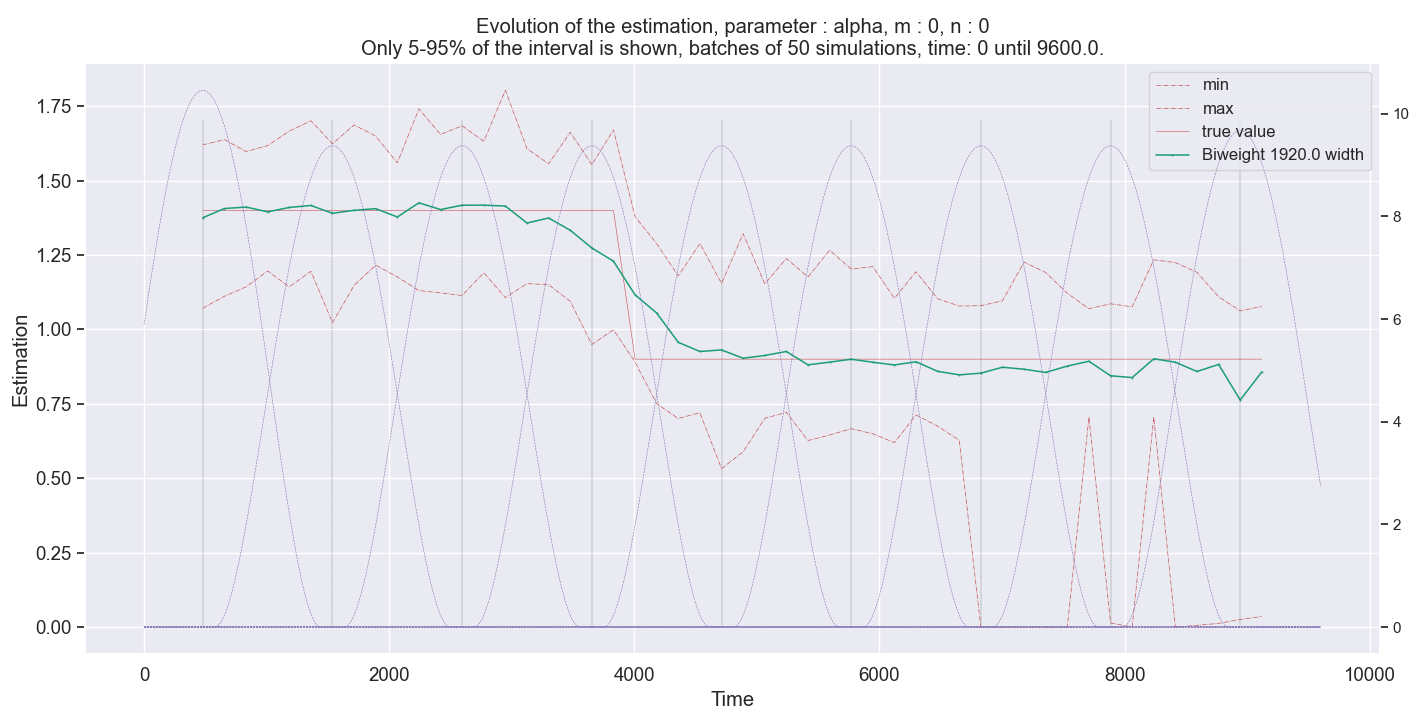 Evolution of the estimation, parameter : alpha, m : 0, n : 0
Only 5-95% of the interval is shown, batches of 50 simulations, time: 0 until 9600.0.
min
max
true value
Biweight 1920.0 width
Estimation
1.75
1.50
1.25
1.00
0.75
0.50
0.25
0.00
10
8
6
4
2
0
0
2000
4000
6000
8000
10000
Time